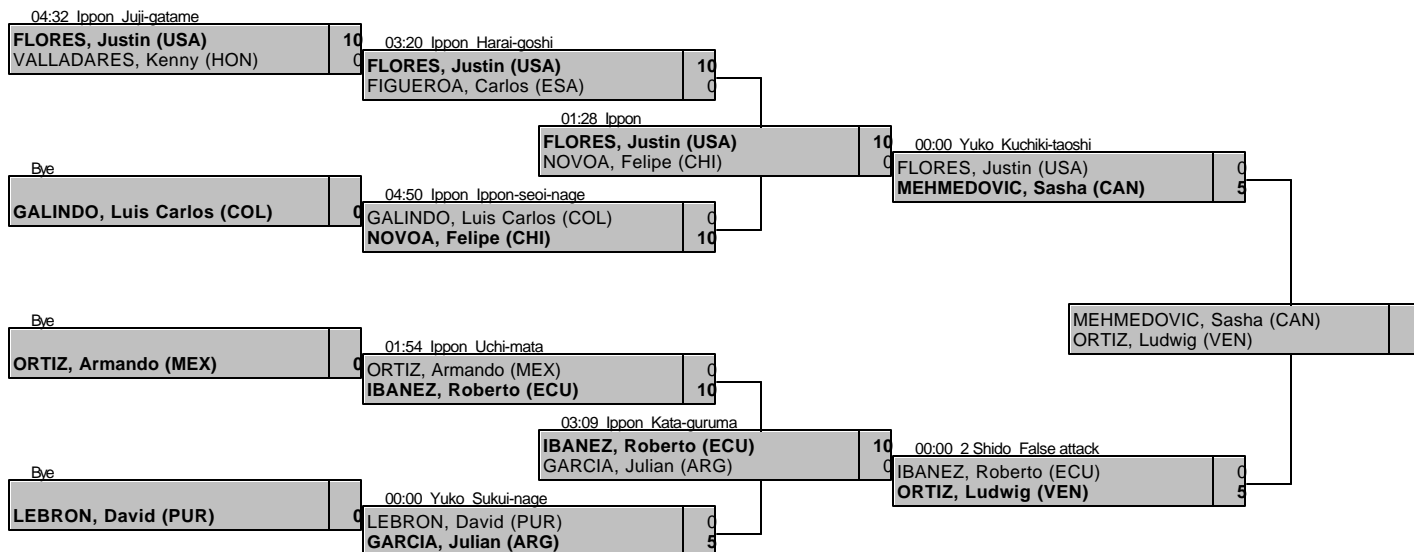 04:32 Ippon Juji-gatame
FLORES, Justin (USA) 10
VALLADARES, Kenny (HON) 0
Bye
GALINDO, Luis Carlos (COL) 0
Bye
ORTIZ, Armando (MEX) 0
Bye
LEBRON, David (PUR) 0
03:20 Ippon Harai-goshi
FLORES, Justin (USA) 10
FIGUEROA, Carlos (ESA) 0
04:50 Ippon Ippon-seoi-nage
GALINDO, Luis Carlos (COL) 0
NOVOA, Felipe (CHI) 10
01:54 Ippon Uchi-mata
ORTIZ, Armando (MEX) 0
IBANEZ, Roberto (ECU) 10
00:00 Yuko Sukui-nage
LEBRON, David (PUR) 0
GARCIA, Julian (ARG) 5
01:28 Ippon
FLORES, Justin (USA) 10
NOVOA, Felipe (CHI) 0
03:09 Ippon Kata-guruma
IBANEZ, Roberto (ECU) 10
GARCIA, Julian (ARG) 0
00:00 Yuko Kuchiki-taoshi
FLORES, Justin (USA) 0
MEHMEDOVIC, Sasha (CAN) 5
00:00 2 Shido False attack
IBANEZ, Roberto (ECU) 0
ORTIZ, Ludwig (VEN) 5
MEHMEDOVIC, Sasha (CAN)
ORTIZ, Ludwig (VEN)